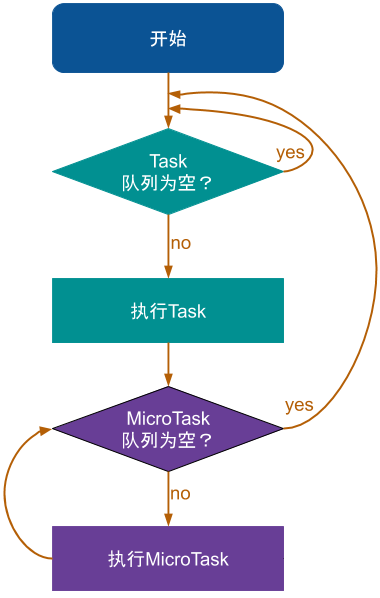 开始
Task
队列为空？
yes
no
执行Task
MicroTask
队列为空？
yes
no
执行MicroTask